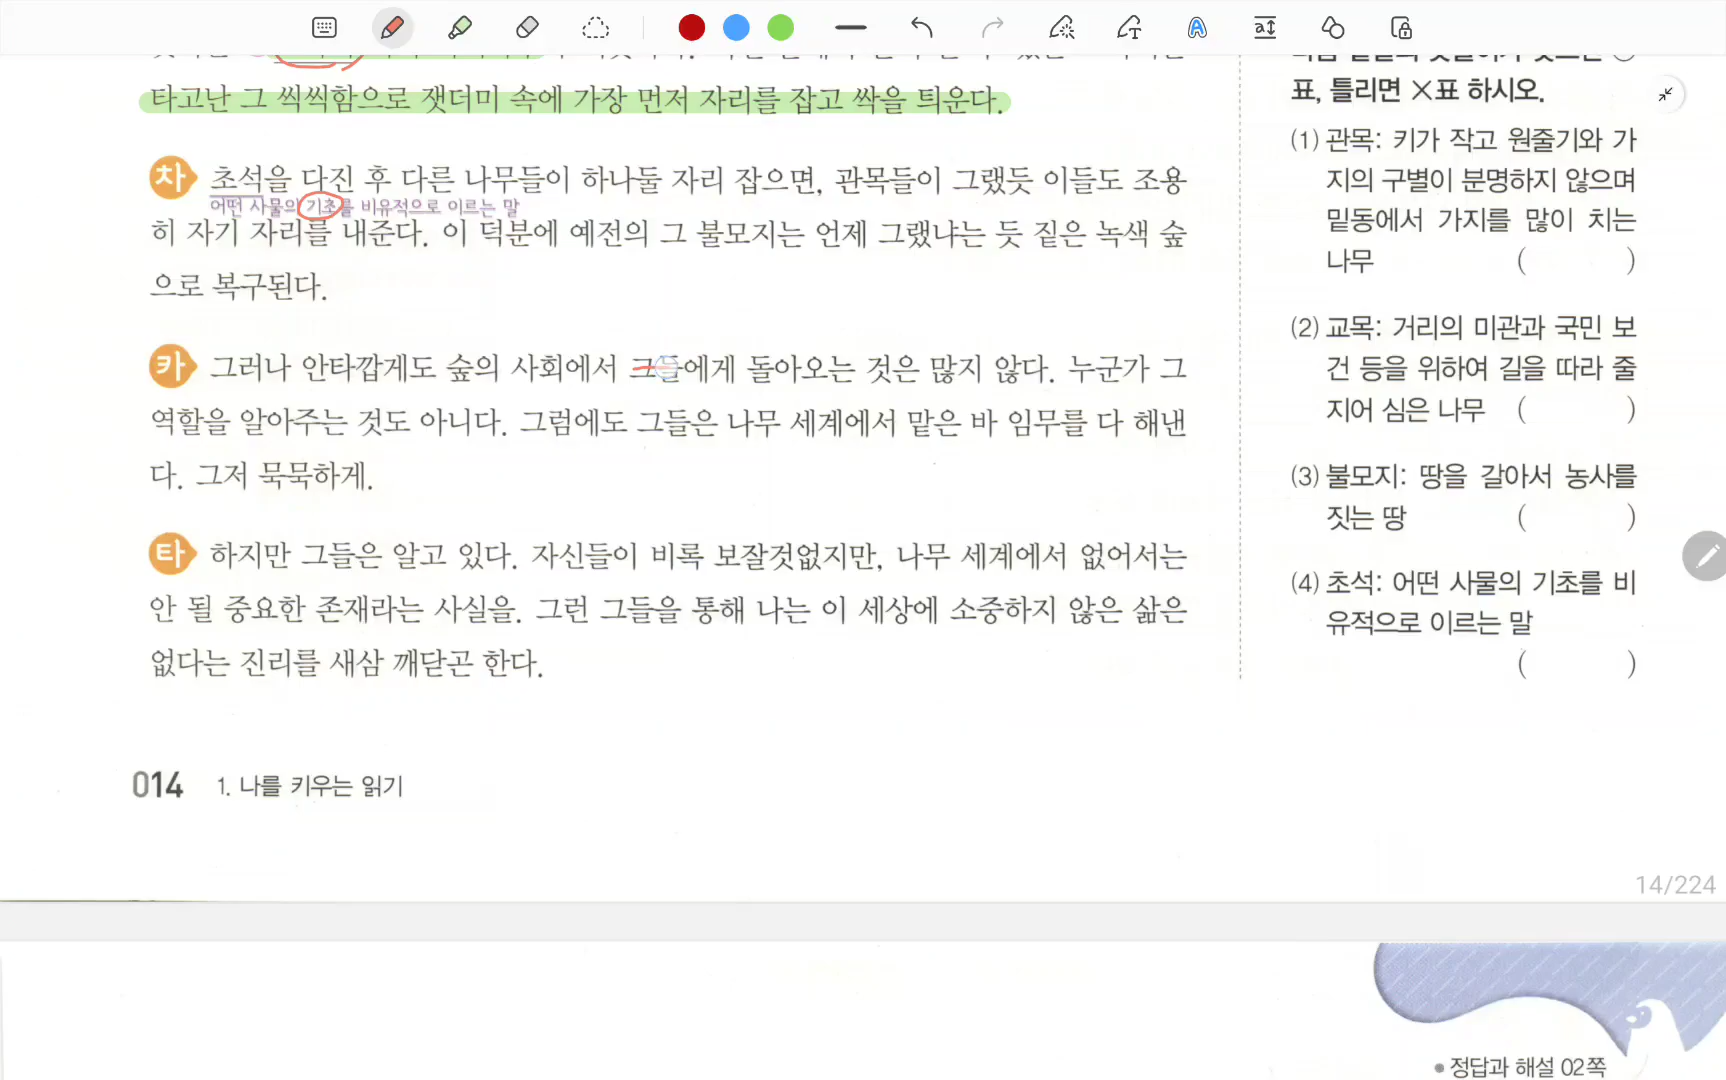 타고난 그 씩씩함으로 잿더미 속에 가장 먼저 자리를 잡고 싹을 틔운다.
차 초석을 다진 후 다른 나무들이 하나둘 자리 잡으면, 관목들이 그랬듯 이들도 조용
어떤 사물의 기초를 비유적으로 이르는 말
히 자기 자리를 내준다. 이 덕분에 예전의 그 불모지는 언제 그랬냐는 듯 짙은 녹색 숲
으로 복구된다.
카 그러나 안타깝게도 숲의 사회에서 그들에게 돌아오는 것은 많지 않다. 누군가 그
역할을 알아주는 것도 아니다. 그럼에도 그들은 나무 세계에서 맡은 바 임무를 다 해낸
다. 그저 묵묵하게.
타 하지만 그들은 알고 있다. 자신들이 비록 보잘것없지만, 나무 세계에서 없어서는
안 될 중요한 존재라는 사실을. 그런 그들을 통해 나는 이 세상에 소중하지 않은 삶은
없다는 진리를 새삼 깨닫곤 한다.
014 1. 나를 키우는 읽기
표, 틀리면 ×표 하시오.
(1) 관목: 키가 작고 원줄기와 가
지의 구별이 분명하지 않으며
밑동에서 가지를 많이 치는
나무 ( )
(2) 교목: 거리의 미관과 국민 보
건 등을 위하여 길을 따라 줄
지어 심은 나무 ( )
(3) 불모지: 땅을 갈아서 농사를
짓는 땅 ( )
(4) 초석: 어떤 사물의 기초를 비
유적으로 이르는 말
( )
14/224
• 정답과 해설 02쪽